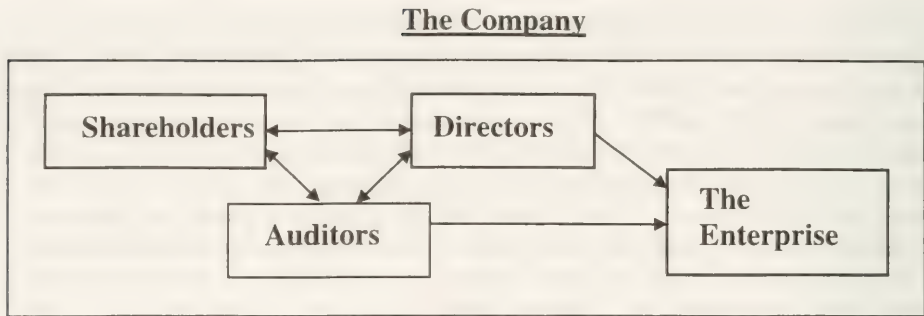 The Company
Shareholders
Directors
Auditors
The
Enterprise